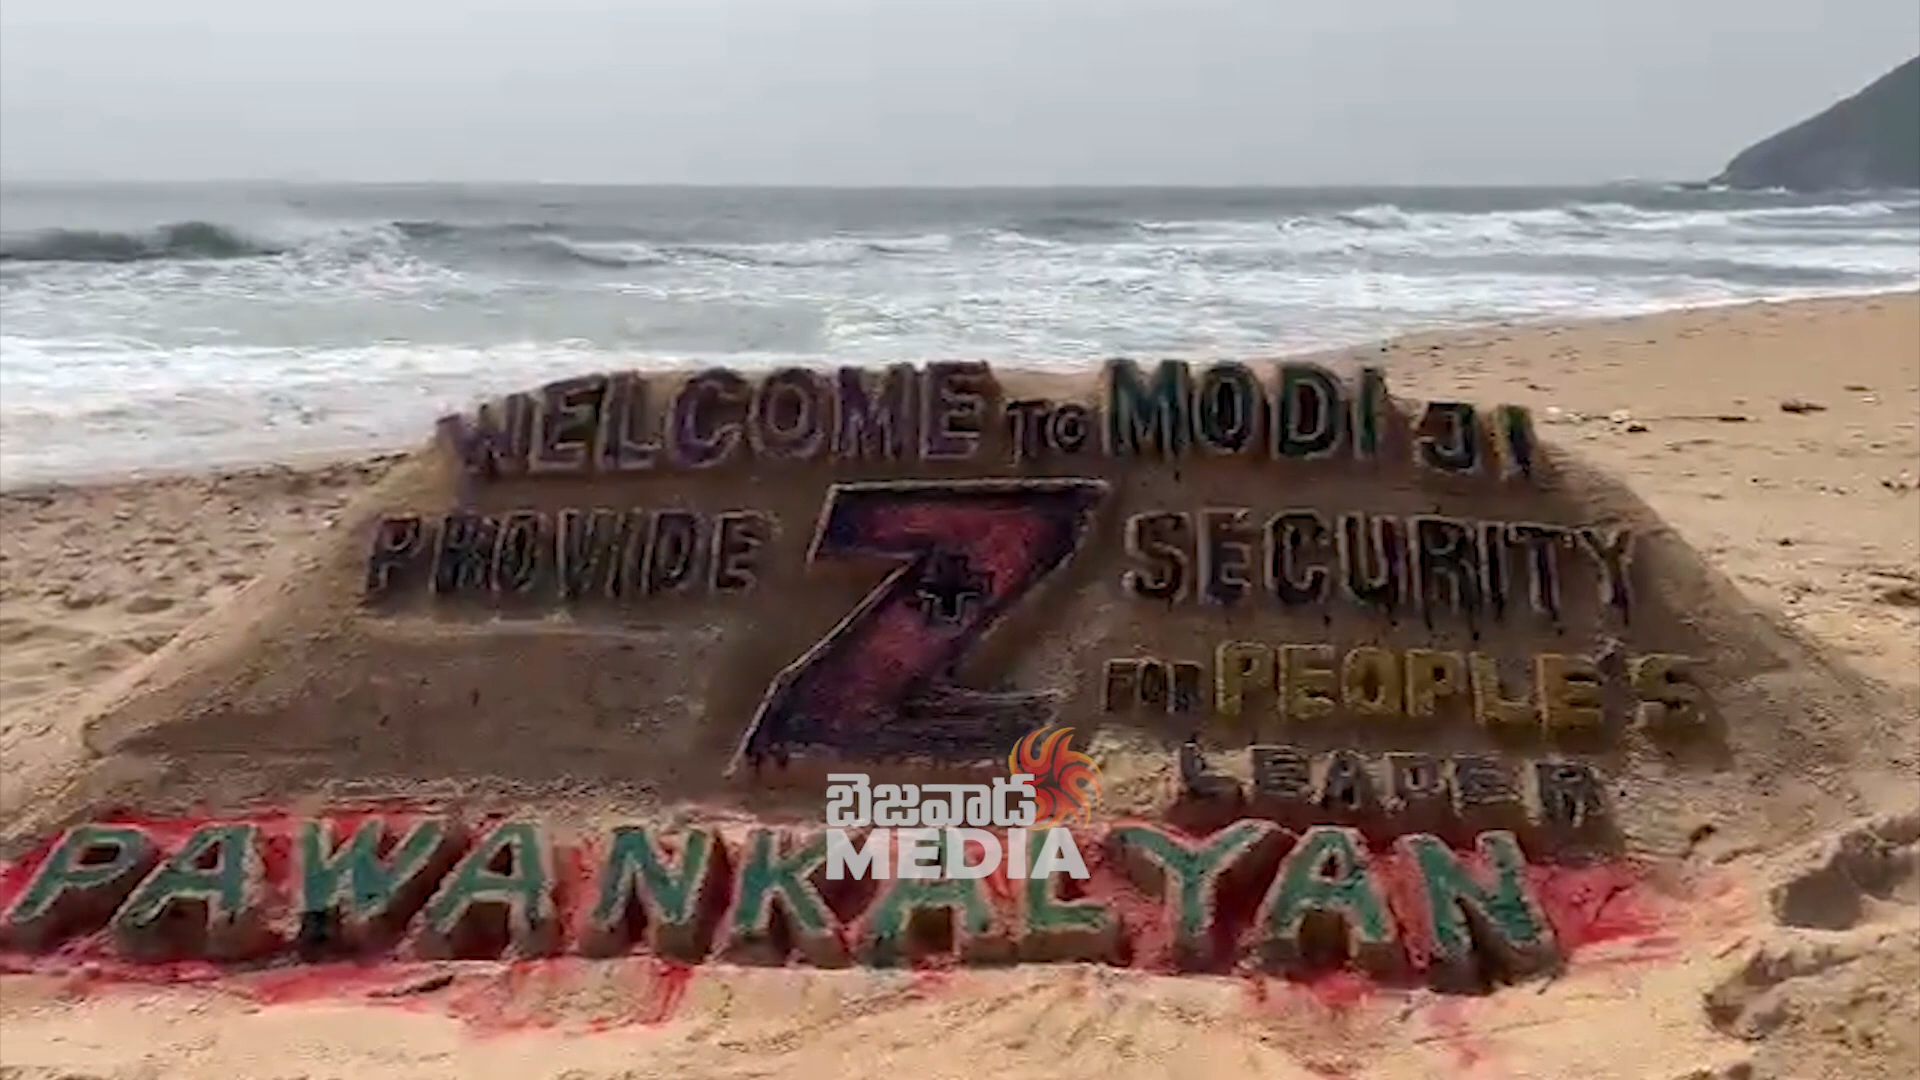 WELCOME TO MODI JI
PROVIDE Z+ SECURITY
FOR PEOPLE'S
LEADER
PAWANKALYAN
బెజవాడ
MEDIA